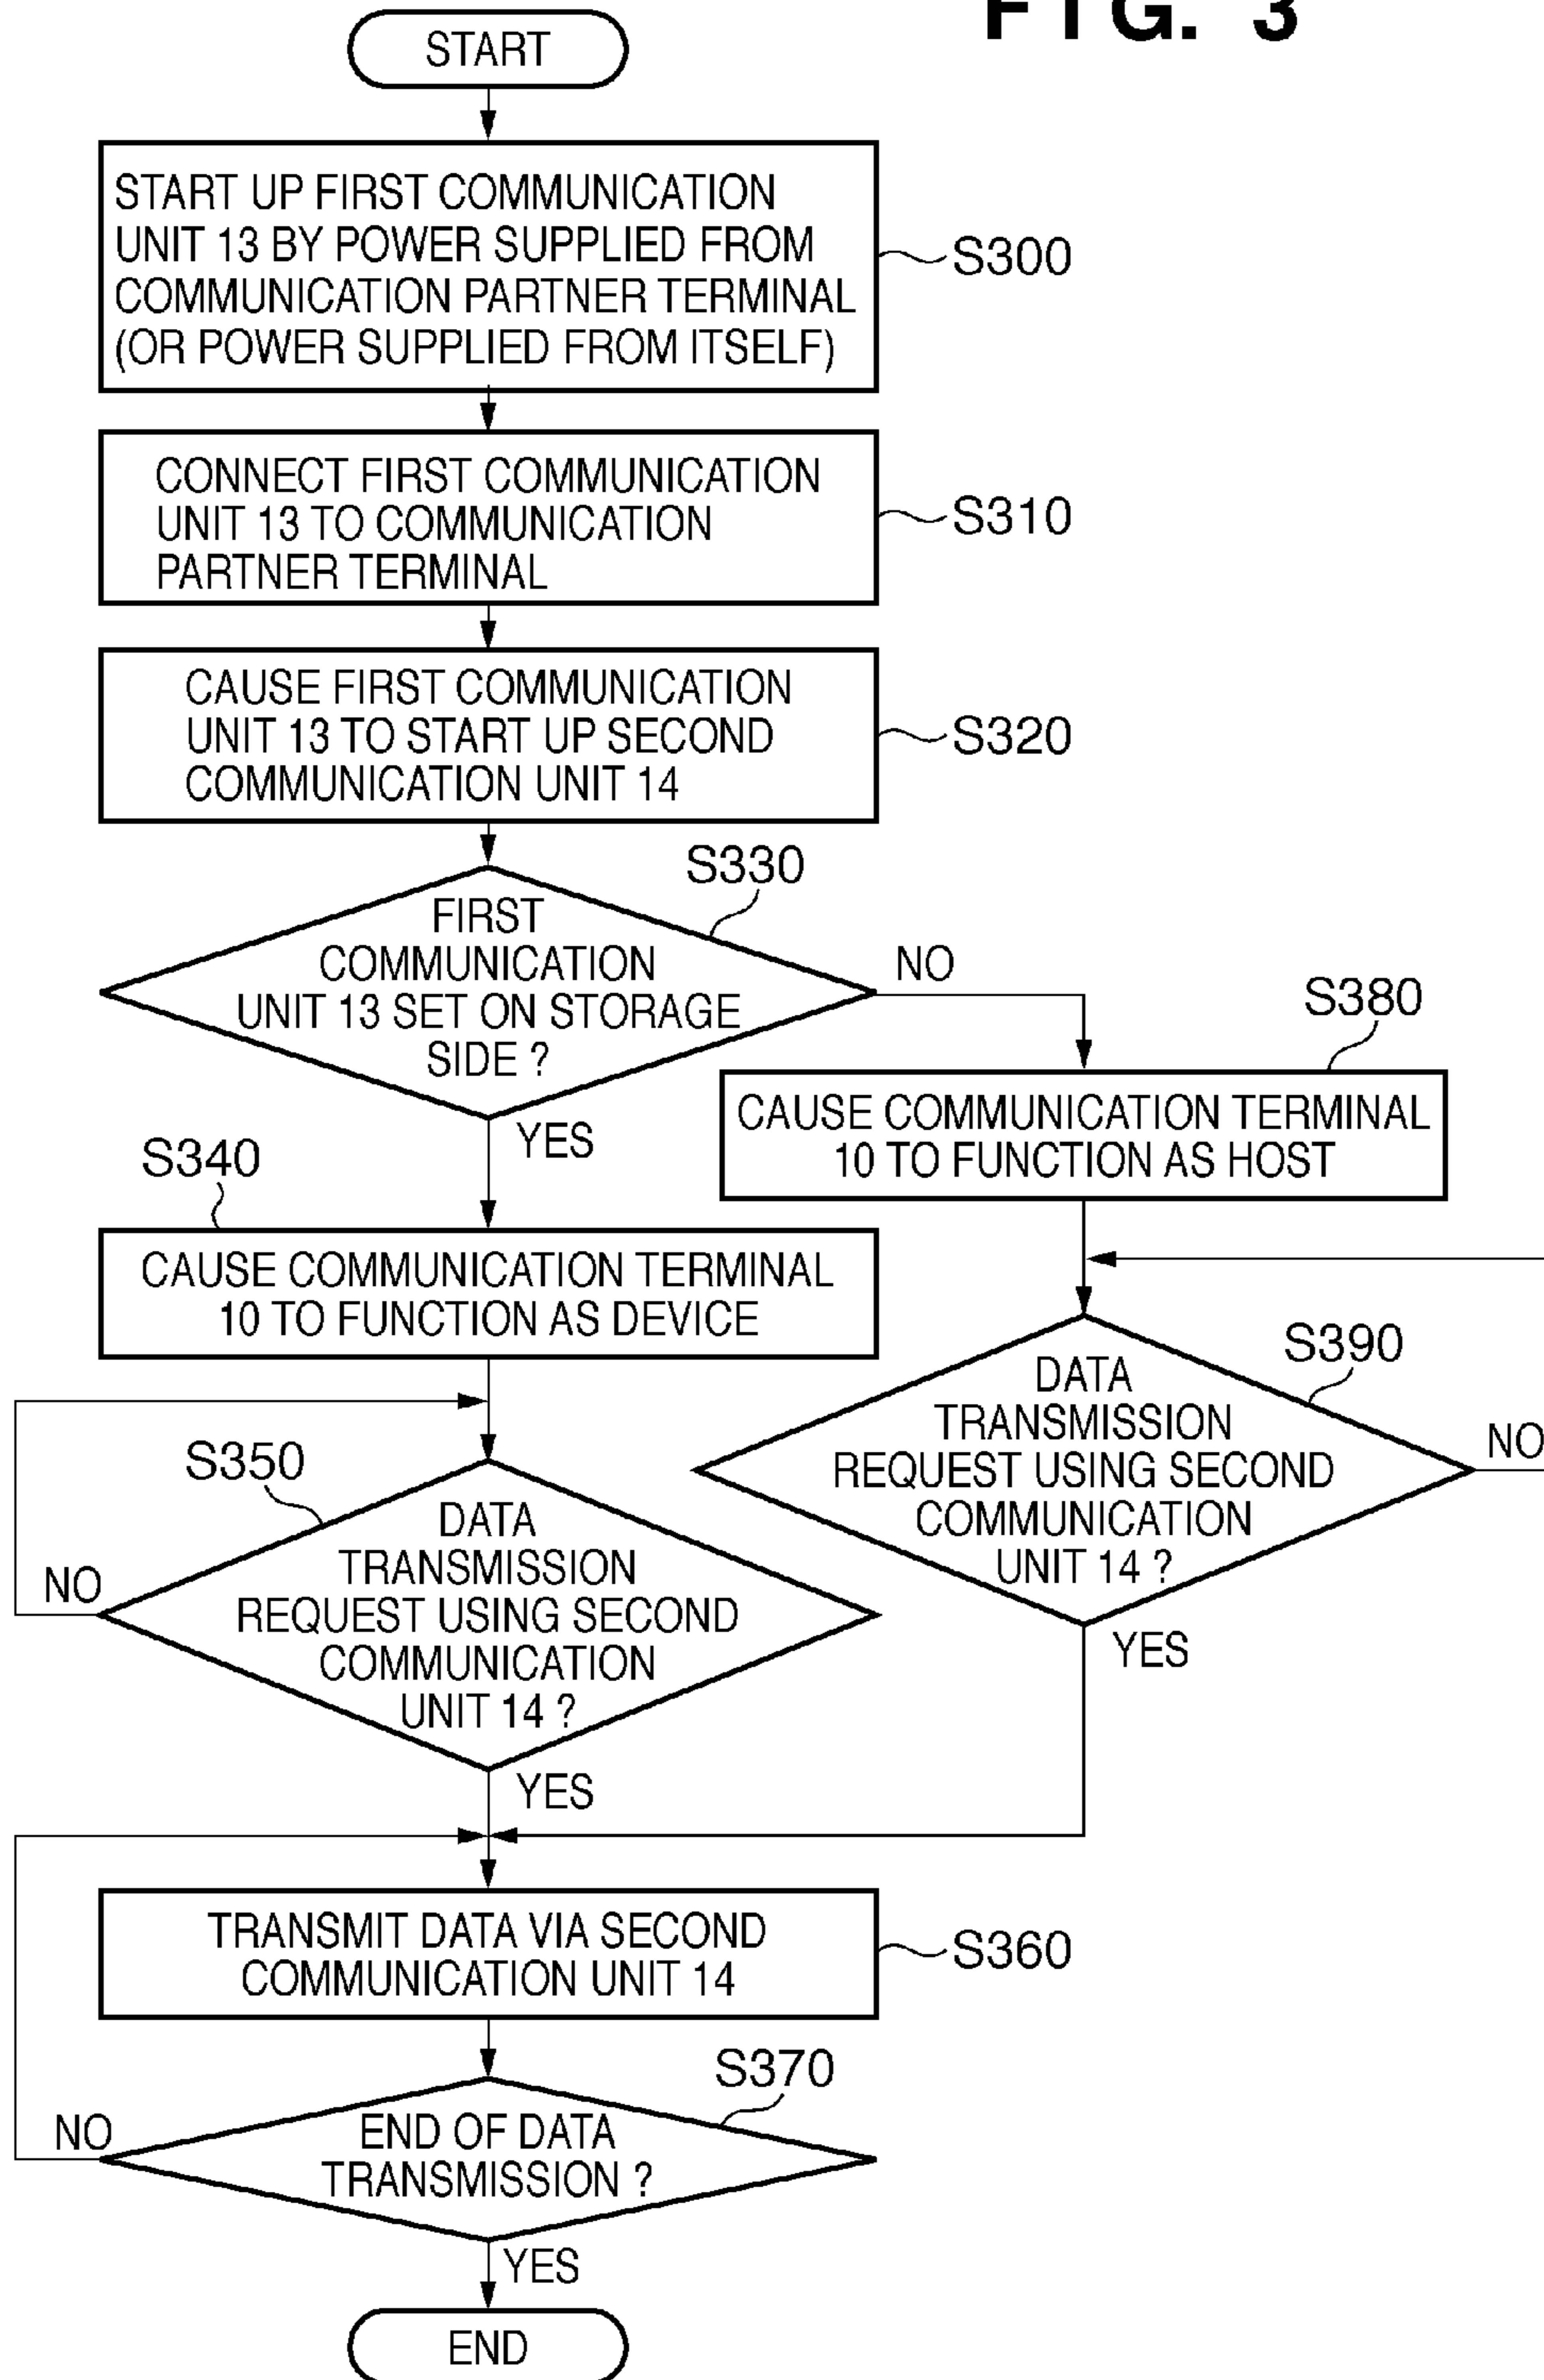 FIG. 3
START
START UP FIRST COMMUNICATION
UNIT 13 BY POWER SUPPLIED FROM
COMMUNICATION PARTNER TERMINAL
(OR POWER SUPPLIED FROM ITSELF)
S300
CONNECT FIRST COMMUNICATION
UNIT 13 TO COMMUNICATION
PARTNER TERMINAL
S310
CAUSE FIRST COMMUNICATION
UNIT 13 TO START UP SECOND
COMMUNICATION UNIT 14
S320
S330
FIRST
COMMUNICATION
UNIT 13 SET ON STORAGE
SIDE ?
NO
YES
S380
CAUSE COMMUNICATION TERMINAL
10 TO FUNCTION AS HOST
S340
CAUSE COMMUNICATION TERMINAL
10 TO FUNCTION AS DEVICE
S390
DATA
TRANSMISSION
REQUEST USING SECOND
COMMUNICATION
UNIT 14 ?
NO
YES
S350
DATA
TRANSMISSION
REQUEST USING SECOND
COMMUNICATION
UNIT 14 ?
NO
YES
TRANSMIT DATA VIA SECOND
COMMUNICATION UNIT 14
S360
S370
END OF DATA
TRANSMISSION ?
NO
YES
END